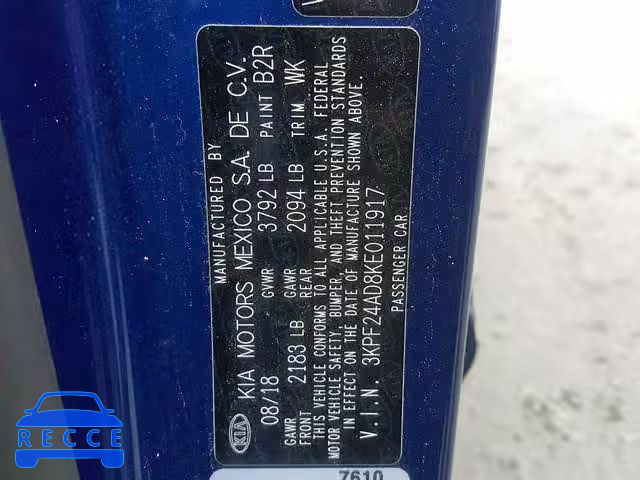 MANUFACTURED BY
KIA KIA MOTORS MEXICO S.A. DE C.V.
08/18 GVWR 3792 LB PAINT B2R
GAWR FRONT 2183 LB GAWR REAR 2094 LB TRIM WK
THIS VEHICLE CONFORMS TO ALL APPLICABLE U.S.A. FEDERAL
MOTOR VEHICLE SAFETY, BUMPER, AND THEFT PREVENTION STANDARDS
IN EFFECT ON THE DATE OF MANUFACTURE SHOWN ABOVE.
V.I.N. 3KPF24AD8KE011917
PASSENGER CAR
7610
RECCE